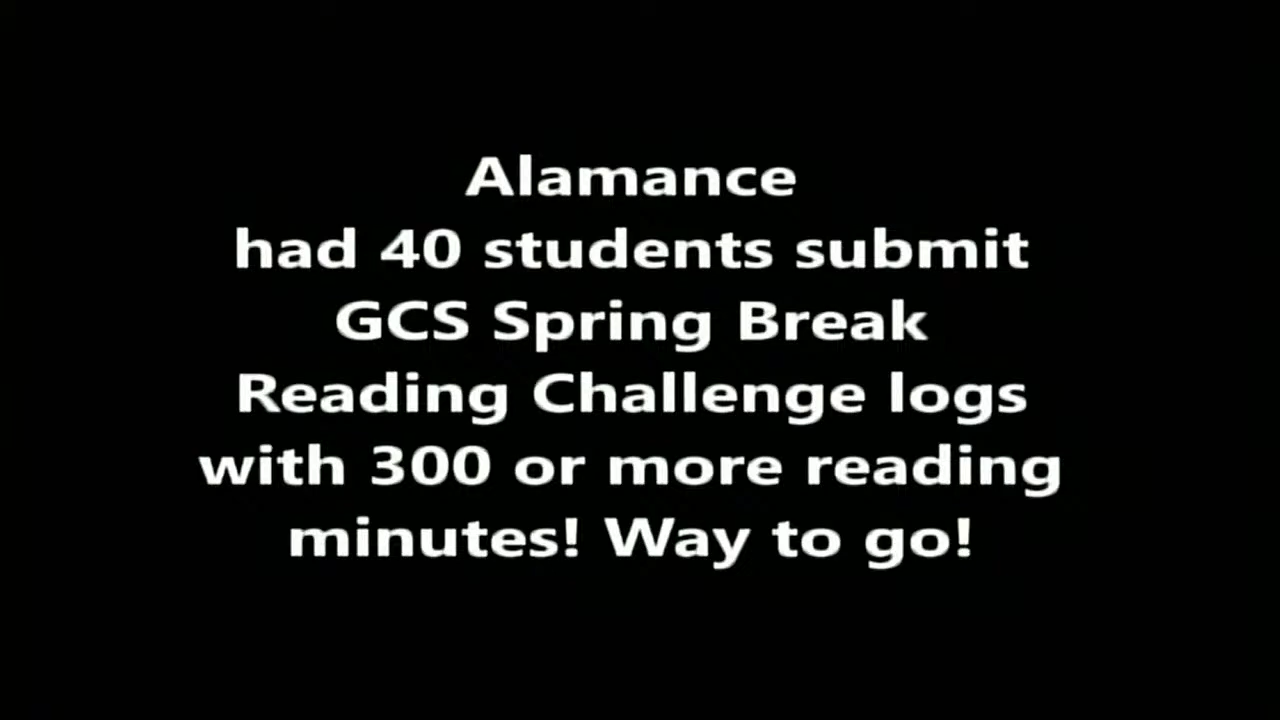 Alamance
had 40 students submit
GCS Spring Break
Reading Challenge logs
with 300 or more reading
minutes! Way to go!